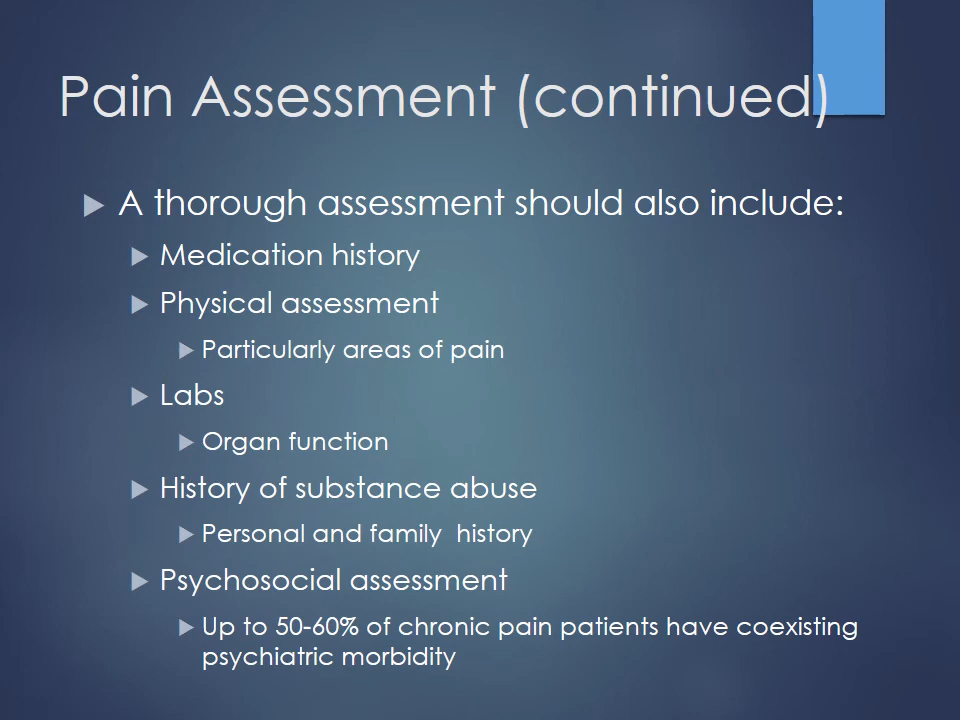 Pain Assessment (continued)
A thorough assessment should also include:
Medication history
Physical assessment
Particularly areas of pain
Labs
Organ function
History of substance abuse
Personal and family  history
Psychosocial assessment
Up to 50-60% of chronic pain patients have coexisting
psychiatric morbidity